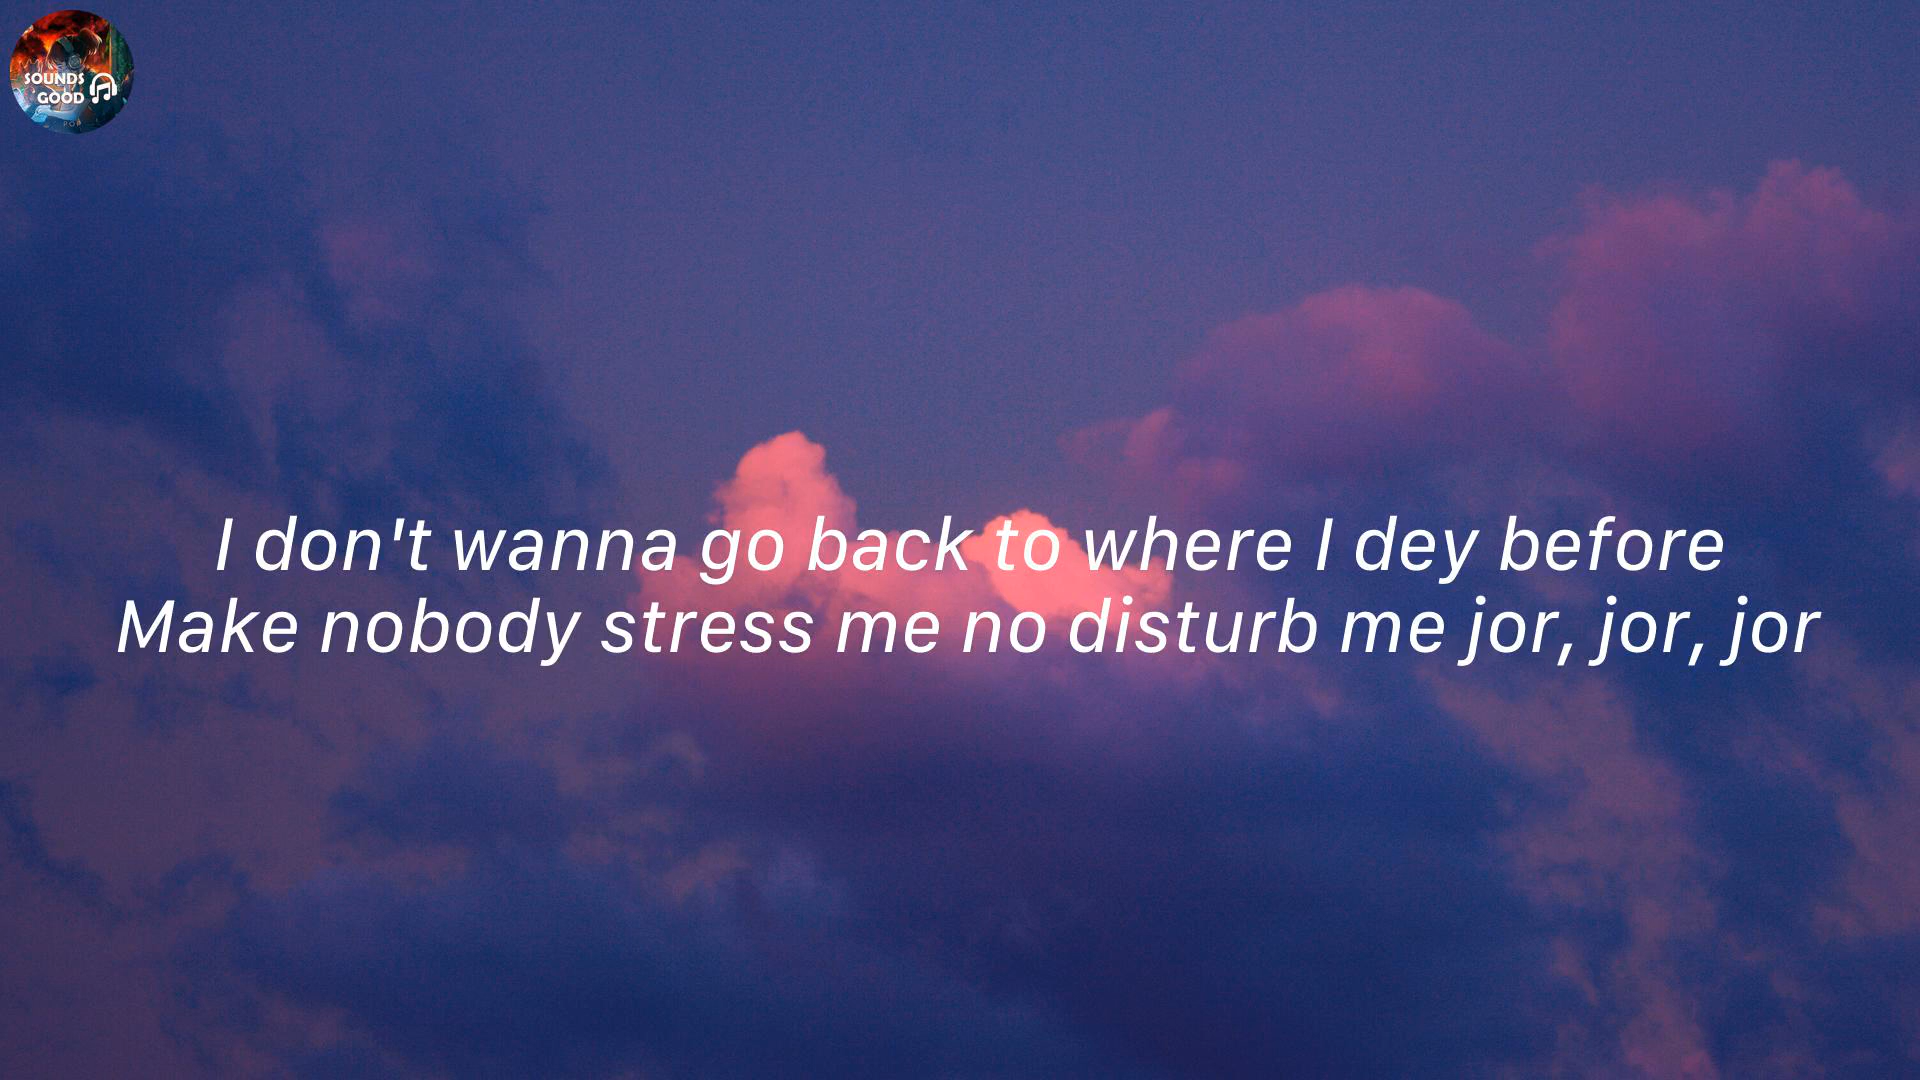 SOUNDS
GOOD
POP
I don't wanna go back to where I dey before
Make nobody stress me no disturb me jor, jor, jor